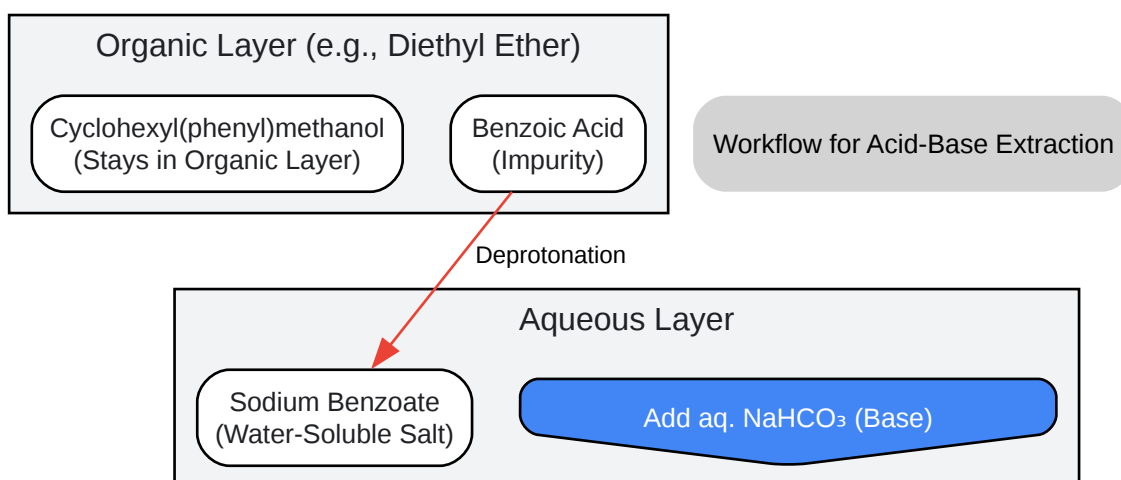 Organic Layer (e.g., Diethyl Ether)
Cyclohexyl(phenyl)methanol
(Stays in Organic Layer)
Benzoic Acid
(Impurity)
Workflow for Acid-Base Extraction
Deprotonation
Aqueous Layer
Sodium Benzoate
(Water-Soluble Salt)
Add aq. NaHCO₃ (Base)